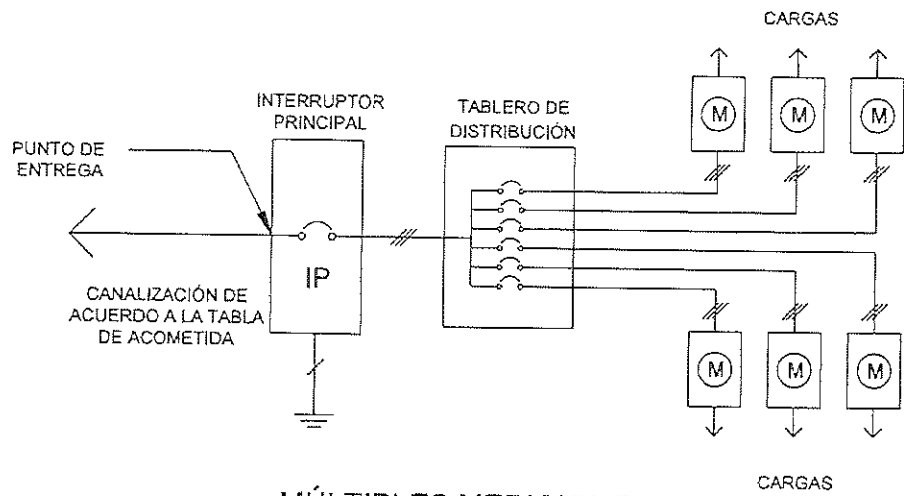 CARGAS
INTERRUPTOR
PRINCIPAL
TABLERO DE
DISTRIBUCIÓN
PUNTO DE
ENTREGA
M
M
M
IP
CANALIZACIÓN DE
ACUERDO A LA TABLA
DE ACOMETIDA
M
M
M
CARGAS